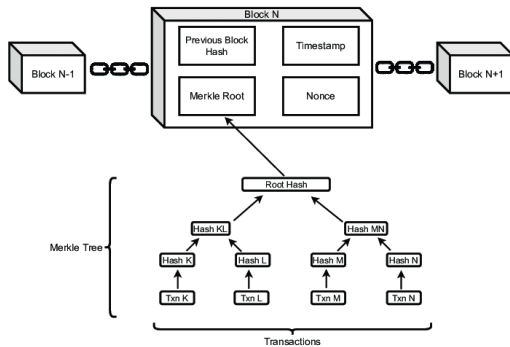 Block N
Previous Block
Hash
Timestamp
Block N-1
Block N+1
Merkle Root
Nonce
Root Hash
Hash KL
Hash MN
Merkle Tree
Hash K
Hash L
Hash M
Hash N
Txn K
Txn L
Txn M
Txn N
Transactions